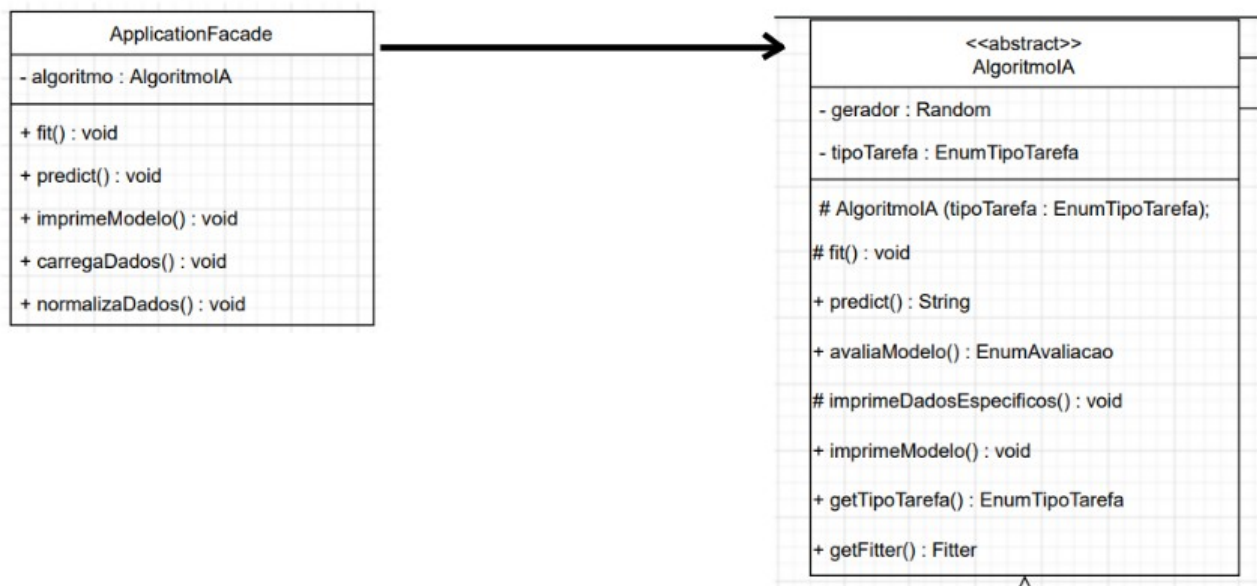 ApplicationFacade
- algoritmo : AlgoritmoIA
+ fit() : void
+ predict() : void
+ imprimeModelo() : void
+ carregaDados() : void
+ normalizaDados() : void
<<abstract>>
AlgoritmoIA
- gerador : Random
- tipoTarefa : EnumTipoTarefa
# AlgoritmoIA (tipoTarefa : EnumTipoTarefa);
# fit() : void
+ predict() : String
+ avaliaModelo() : EnumAvaliacao
# imprimeDadosEspecificos() : void
+ imprimeModelo() : void
+ getTipoTarefa() : EnumTipoTarefa
+ getFitter() : Fitter